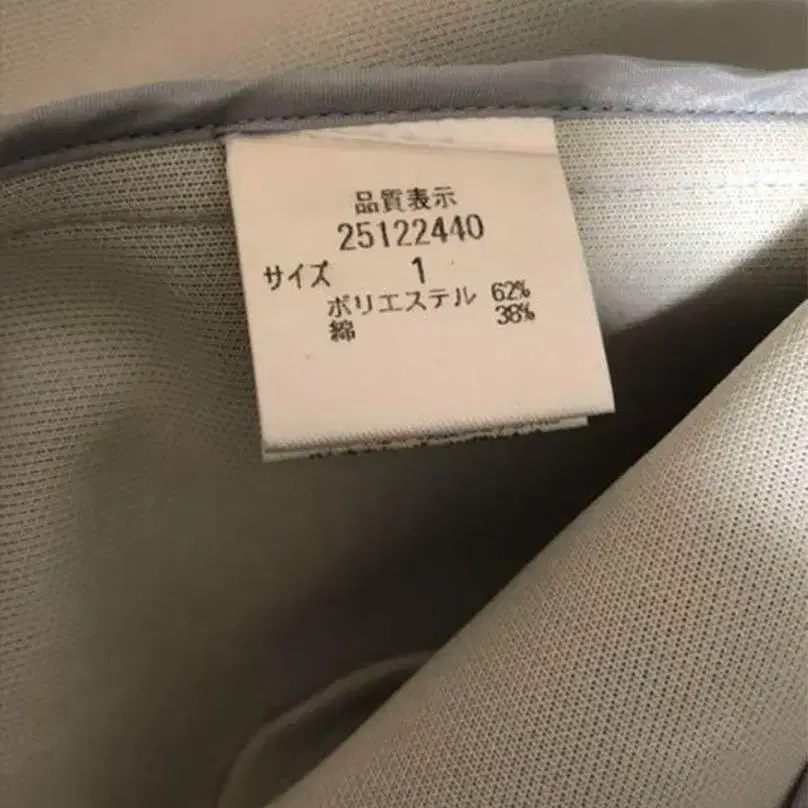 品質表示
25122440
サイズ 1
ポリエステル 62%
綿 38%